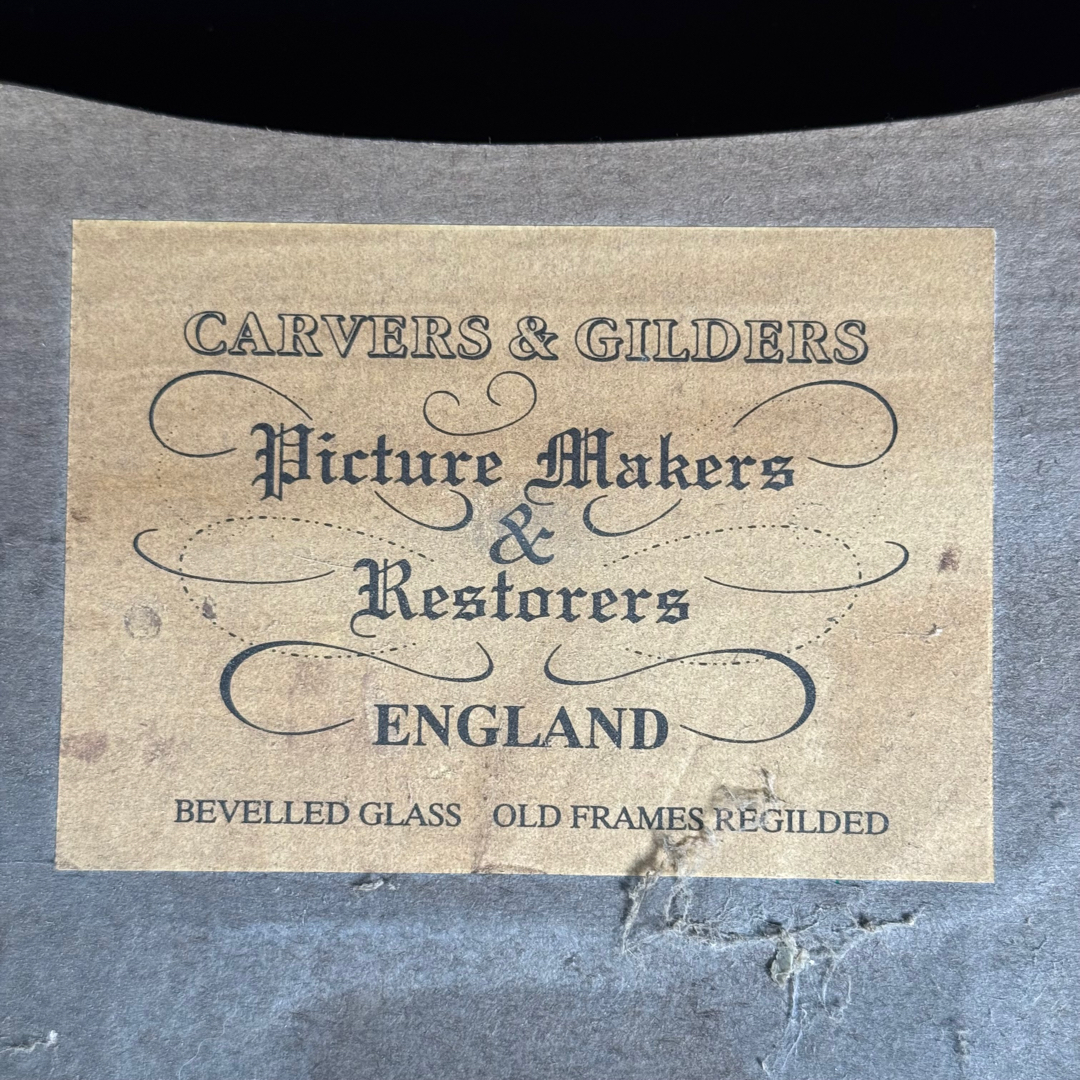 CARVERS & GILDERS
Picture Makers
&
Restorers
ENGLAND
BEVELLED GLASS OLD FRAMES REGILDED